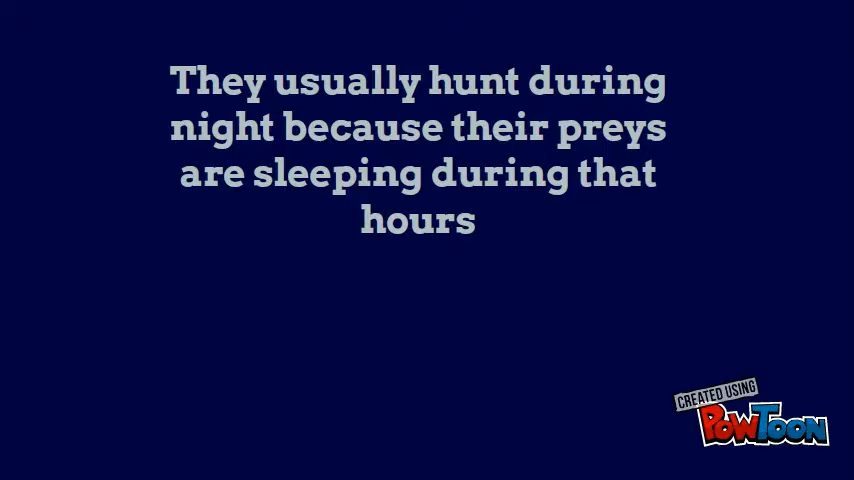 They usually hunt during
night because their preys
are sleeping during that
hours
CREATED USING
POWTOON